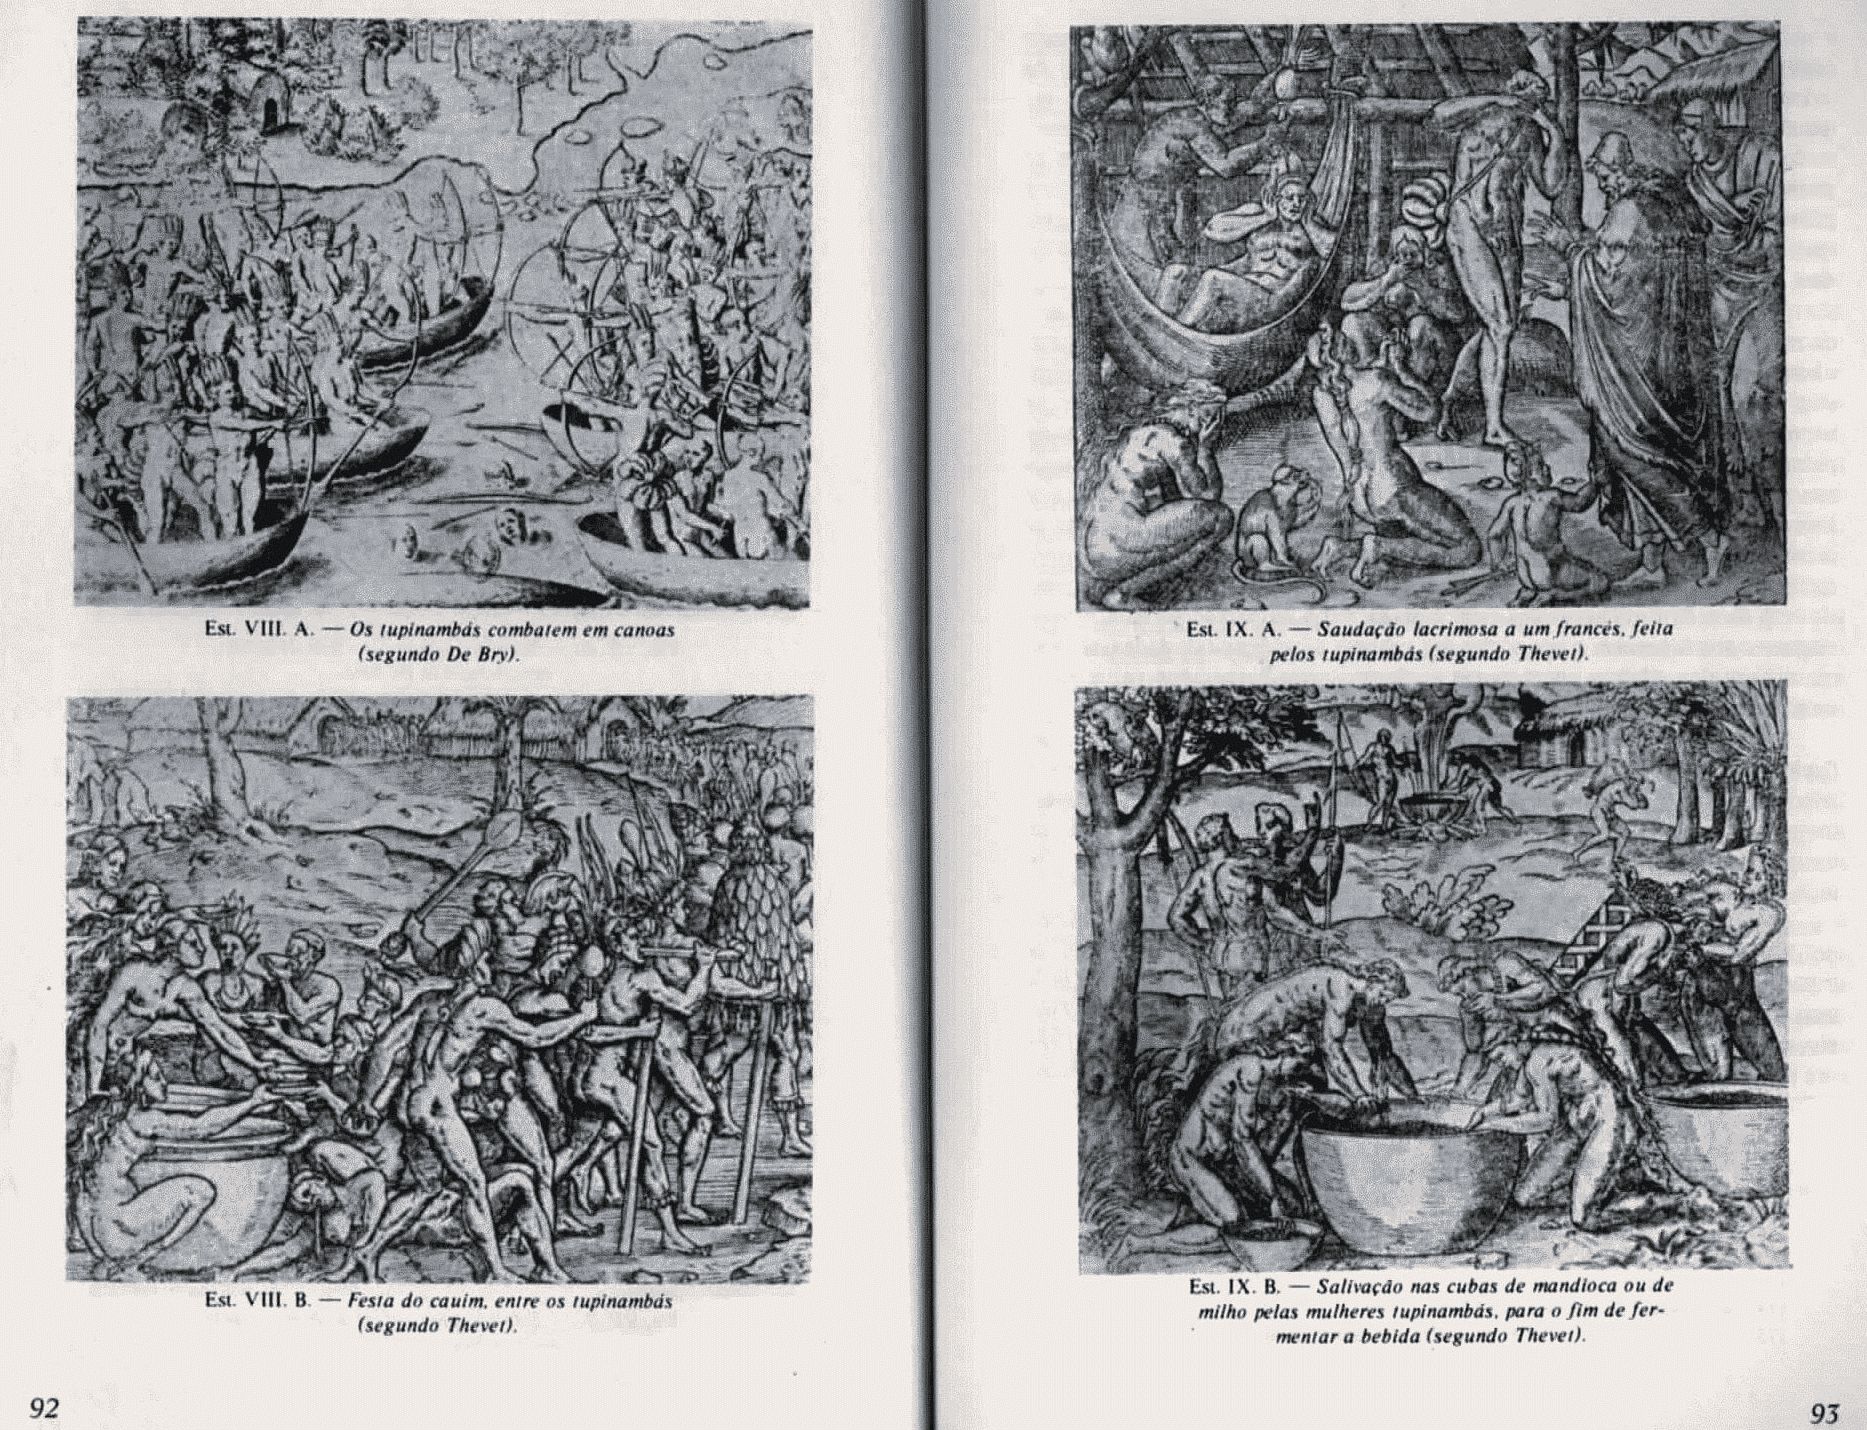 Est. VIII. A. — Os tupinambás combatem em canoas
(segundo De Bry).
Est. VIII. B. — Festa do cauim, entre os tupinambás
(segundo Thevet).
92
Est. IX. A. — Saudação lacrimosa a um francês, feita
pelos tupinambás (segundo Thevet).
Est. IX. B. — Salivação nas cubas de mandioca ou de
milho pelas mulheres tupinambás, para o fim de fer-
mentar a bebida (segundo Thevet).
93